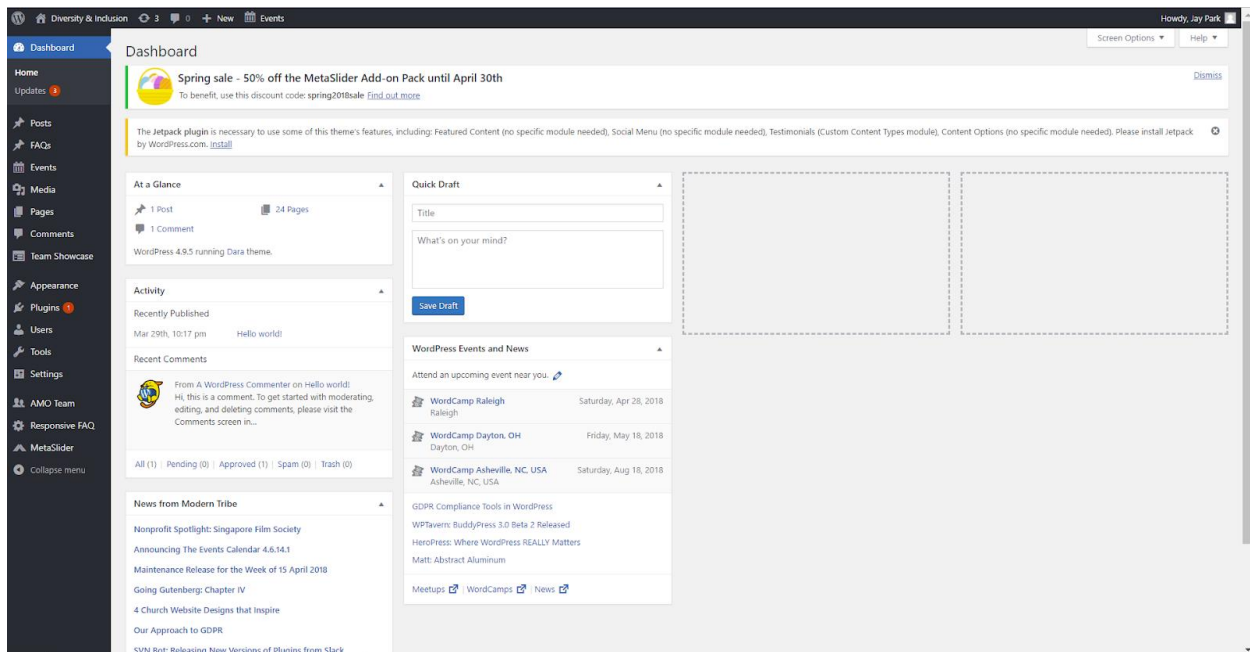 Diversity & Inclusion 3 0 + New Events Howdy, Jay Park
Dashboard
Home
Updates 3
Posts
FAQs
Events
Media
Pages
Comments
Team Showcase
Appearance
Plugins 1
Users
Tools
Settings
AMO Team
Responsive FAQ
MetaSlider
Collapse menu
Screen Options ▼ Help ▼
Dashboard
Spring sale - 50% off the MetaSlider Add-on Pack until April 30th
Dismiss
To benefit, use this discount code: spring2018sale Find out more
The Jetpack plugin is necessary to use some of this theme's features, including: Featured Content (no specific module needed), Social Menu (no specific module needed), Testimonials (Custom Content Types module), Content Options (no specific module needed). Please install Jetpack
by WordPress.com. Install
At a Glance
1 Post 24 Pages
1 Comment
WordPress 4.9.5 running Dara theme.
Activity
Recently Published
Mar 29th, 10:17 pm Hello world!
Recent Comments
From A WordPress Commenter on Hello world!
Hi, this is a comment. To get started with moderating,
editing, and deleting comments, please visit the
Comments screen in...
All (1) | Pending (0) | Approved (1) | Spam (0) | Trash (0)
News from Modern Tribe
Nonprofit Spotlight: Singapore Film Society
Announcing The Events Calendar 4.6.14.1
Maintenance Release for the Week of 15 April 2018
Going Gutenberg: Chapter IV
4 Church Website Designs that Inspire
Our Approach to GDPR
SVN Bot: Releasing New Versions of Plugins from Slack
Quick Draft
Title
What's on your mind?
Save Draft
WordPress Events and News
Attend an upcoming event near you.
WordCamp Raleigh Saturday, Apr 28, 2018
Raleigh
WordCamp Dayton, OH Friday, May 18, 2018
Dayton, OH
WordCamp Asheville, NC, USA Saturday, Aug 18, 2018
Asheville, NC, USA
GDPR Compliance Tools in WordPress
WPTavern: BuddyPress 3.0 Beta 2 Released
HeroPress: Where WordPress REALLY Matters
Matt: Abstract Aluminum
Meetups | WordCamps | News